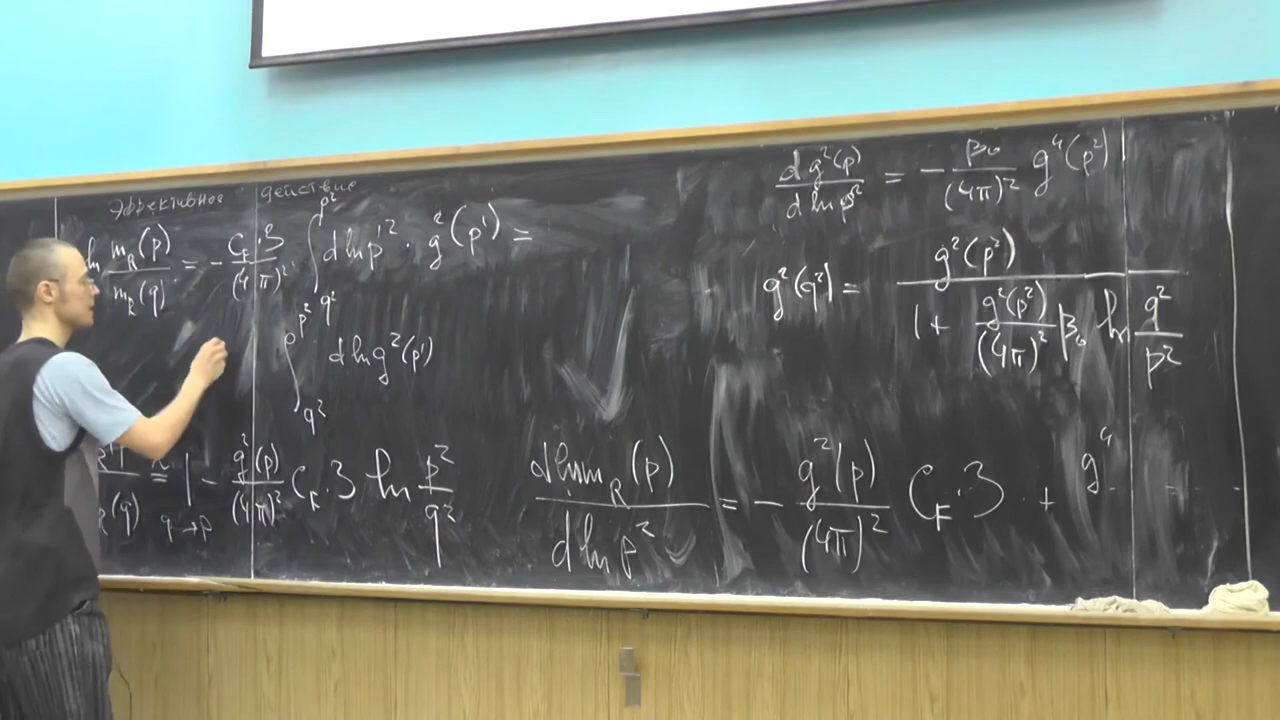 Эффективное действие
ln m_R(p)/m_R(q) = - C_F·3/(4π)² ∫_{q²}^{p²} d ln p'² · g²(p') =
∫_{q²}^{p²} d ln g²(p')
(q) ≅ 1 - g²(p)/(4π)² C_F·3 ln p²/q²
q→p
d g²(p)/d ln p² = - β₀/(4π)² g⁴(p²)
g²(q²) = g²(p²)/(1 + g²(p²)/(4π)² β₀ ln q²/p²)
d ln m_R(p)/d ln p² = - g²(p)/(4π)² C_F·3 · + g⁴ ...